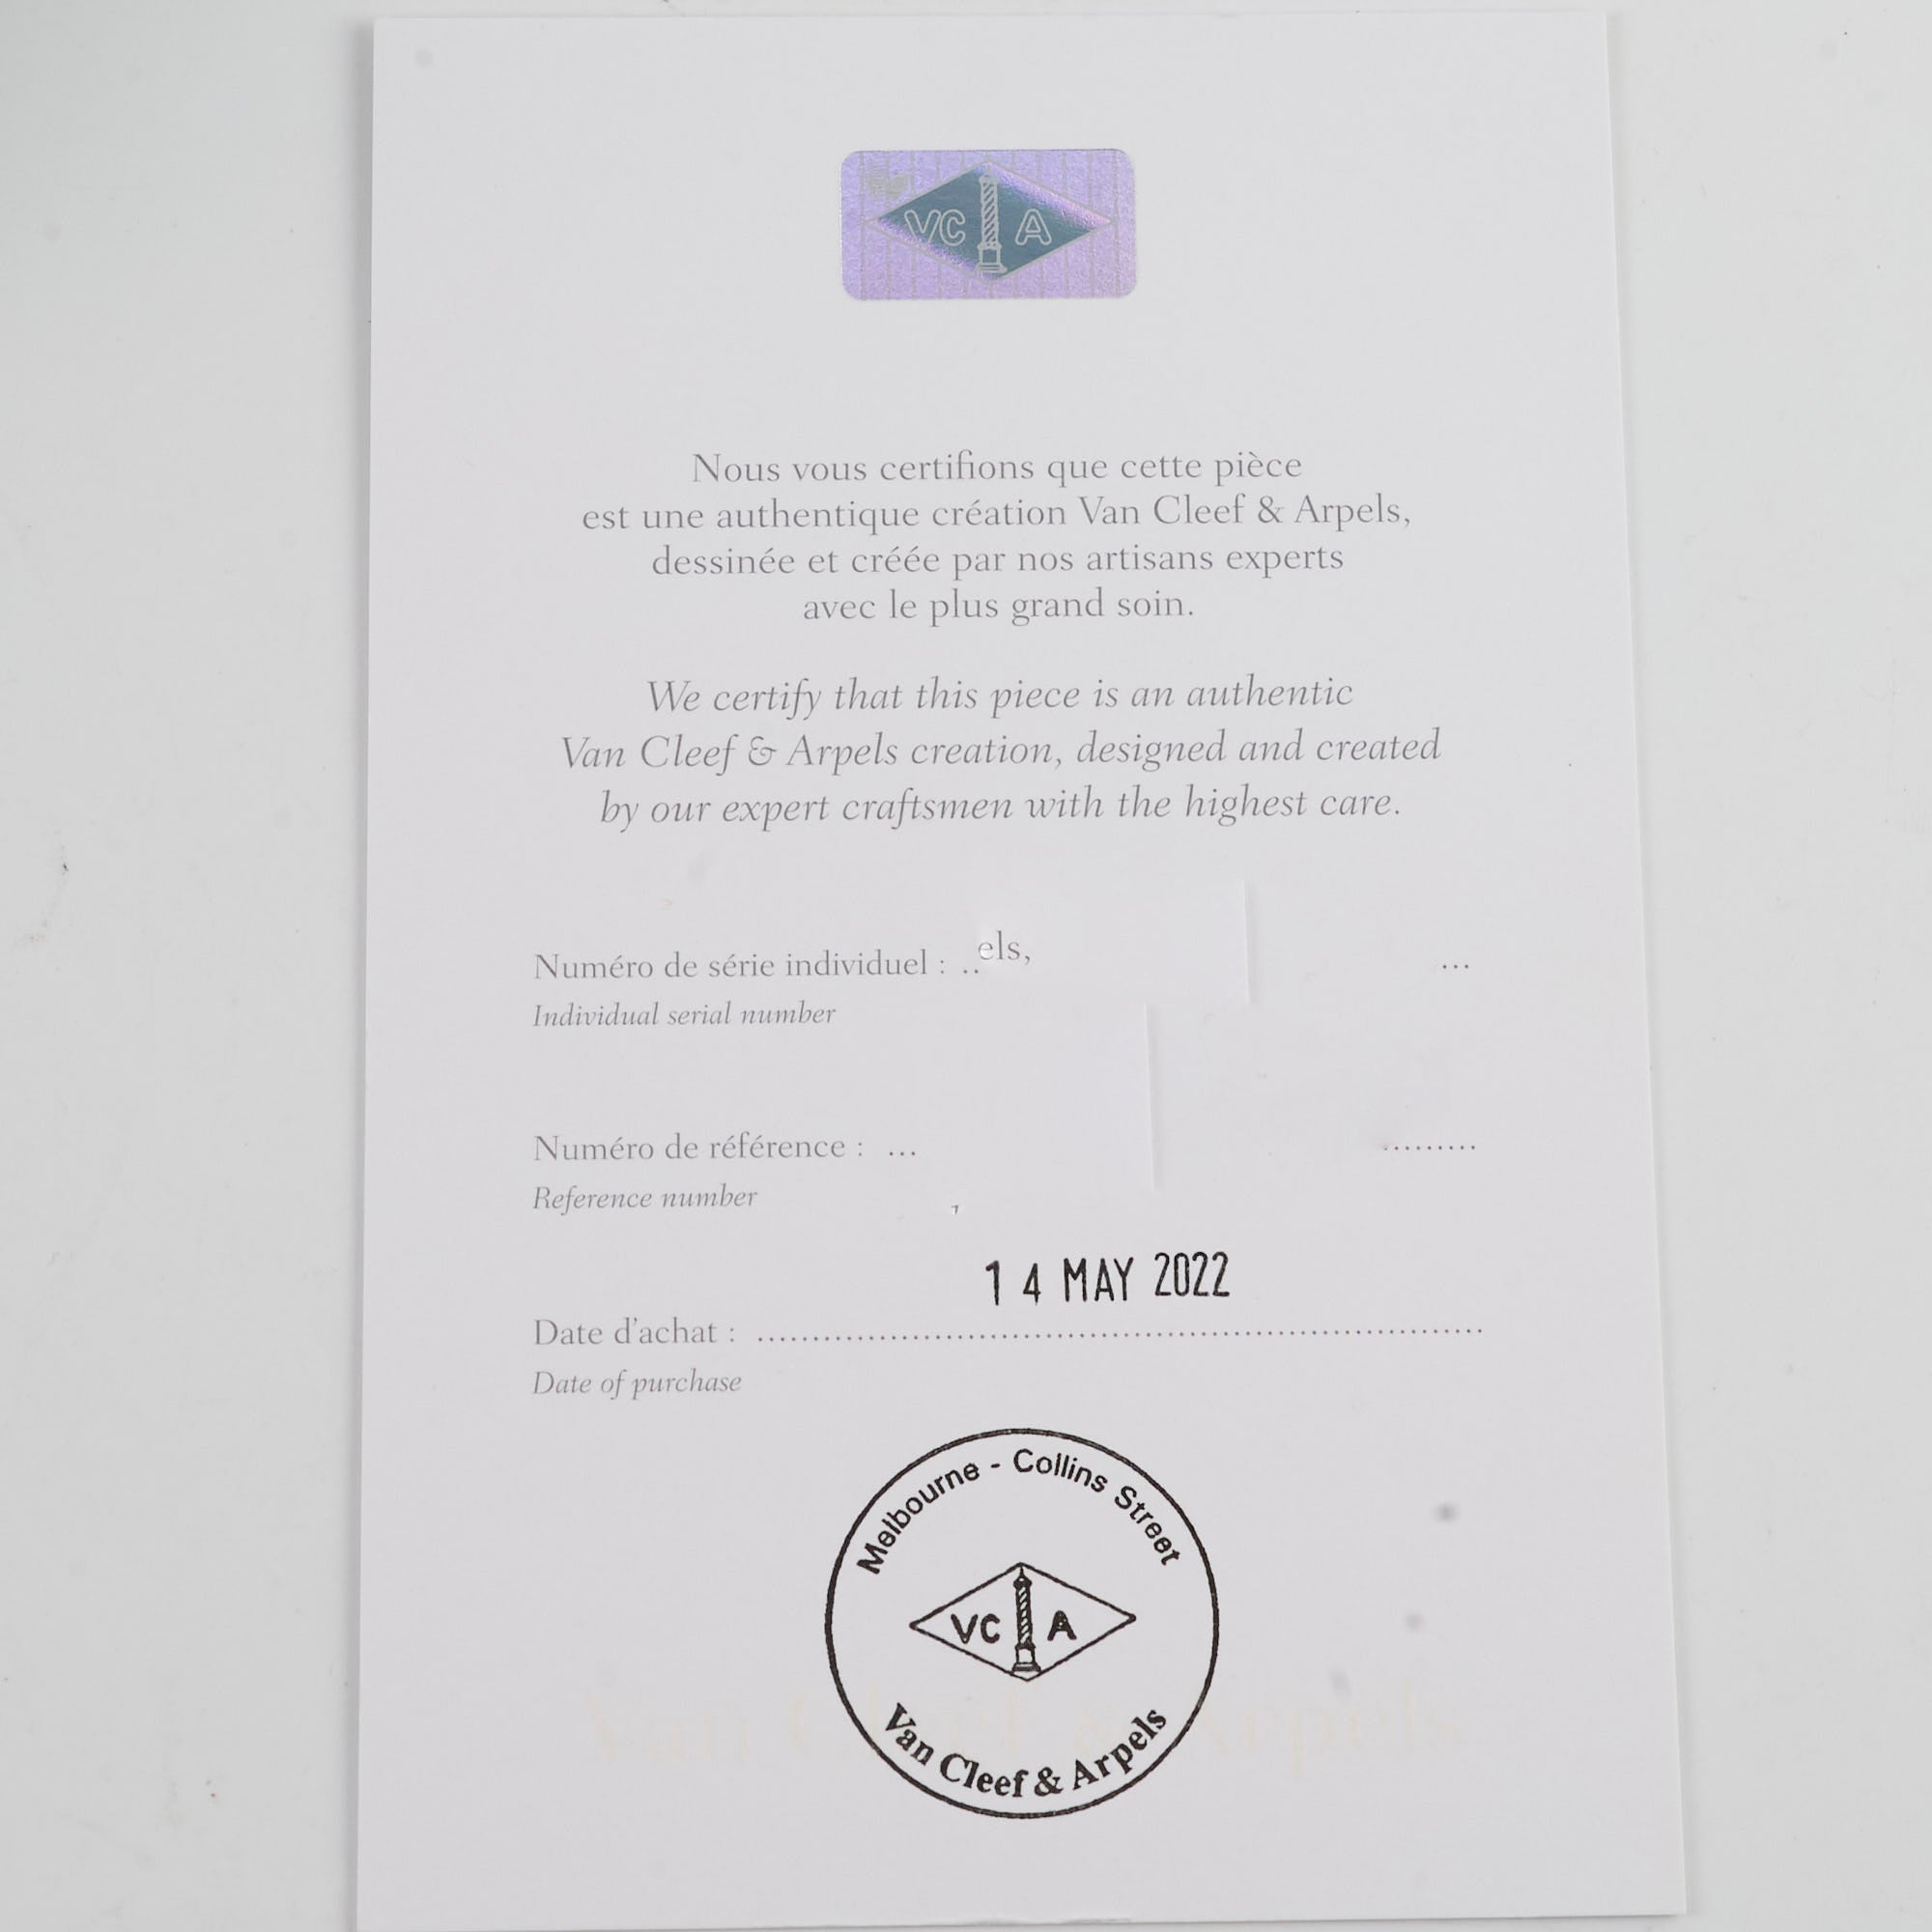 VC A
Nous vous certifions que cette pièce
est une authentique création Van Cleef & Arpels,
dessinée et créée par nos artisans experts
avec le plus grand soin.
We certify that this piece is an authentic
Van Cleef & Arpels creation, designed and created
by our expert craftsmen with the highest care.
Numéro de série individuel : ..els, ...
Individual serial number
Numéro de référence : ... .........
Reference number
14 MAY 2022
Date d'achat : ................................................................................
Date of purchase
Melbourne - Collins Street
VC A
Van Cleef & Arpels